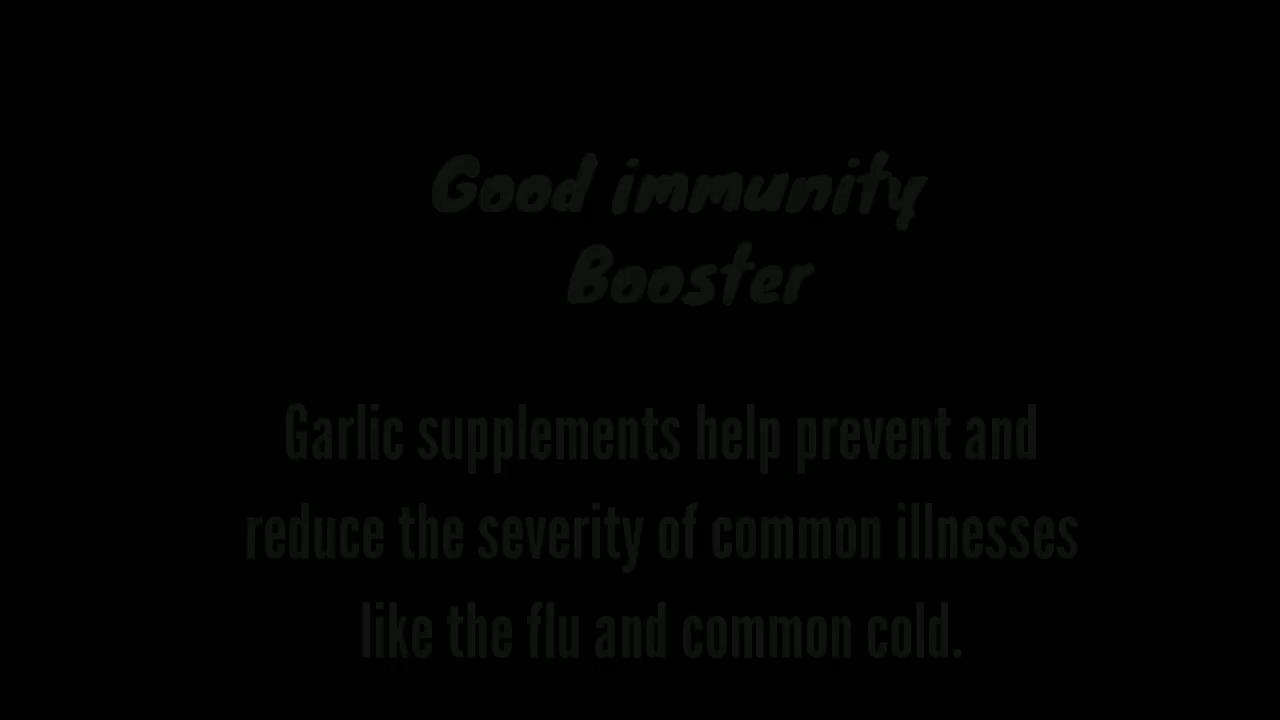 Good immunity
Booster
Garlic supplements help prevent and
reduce the severity of common illnesses
like the flu and common cold.